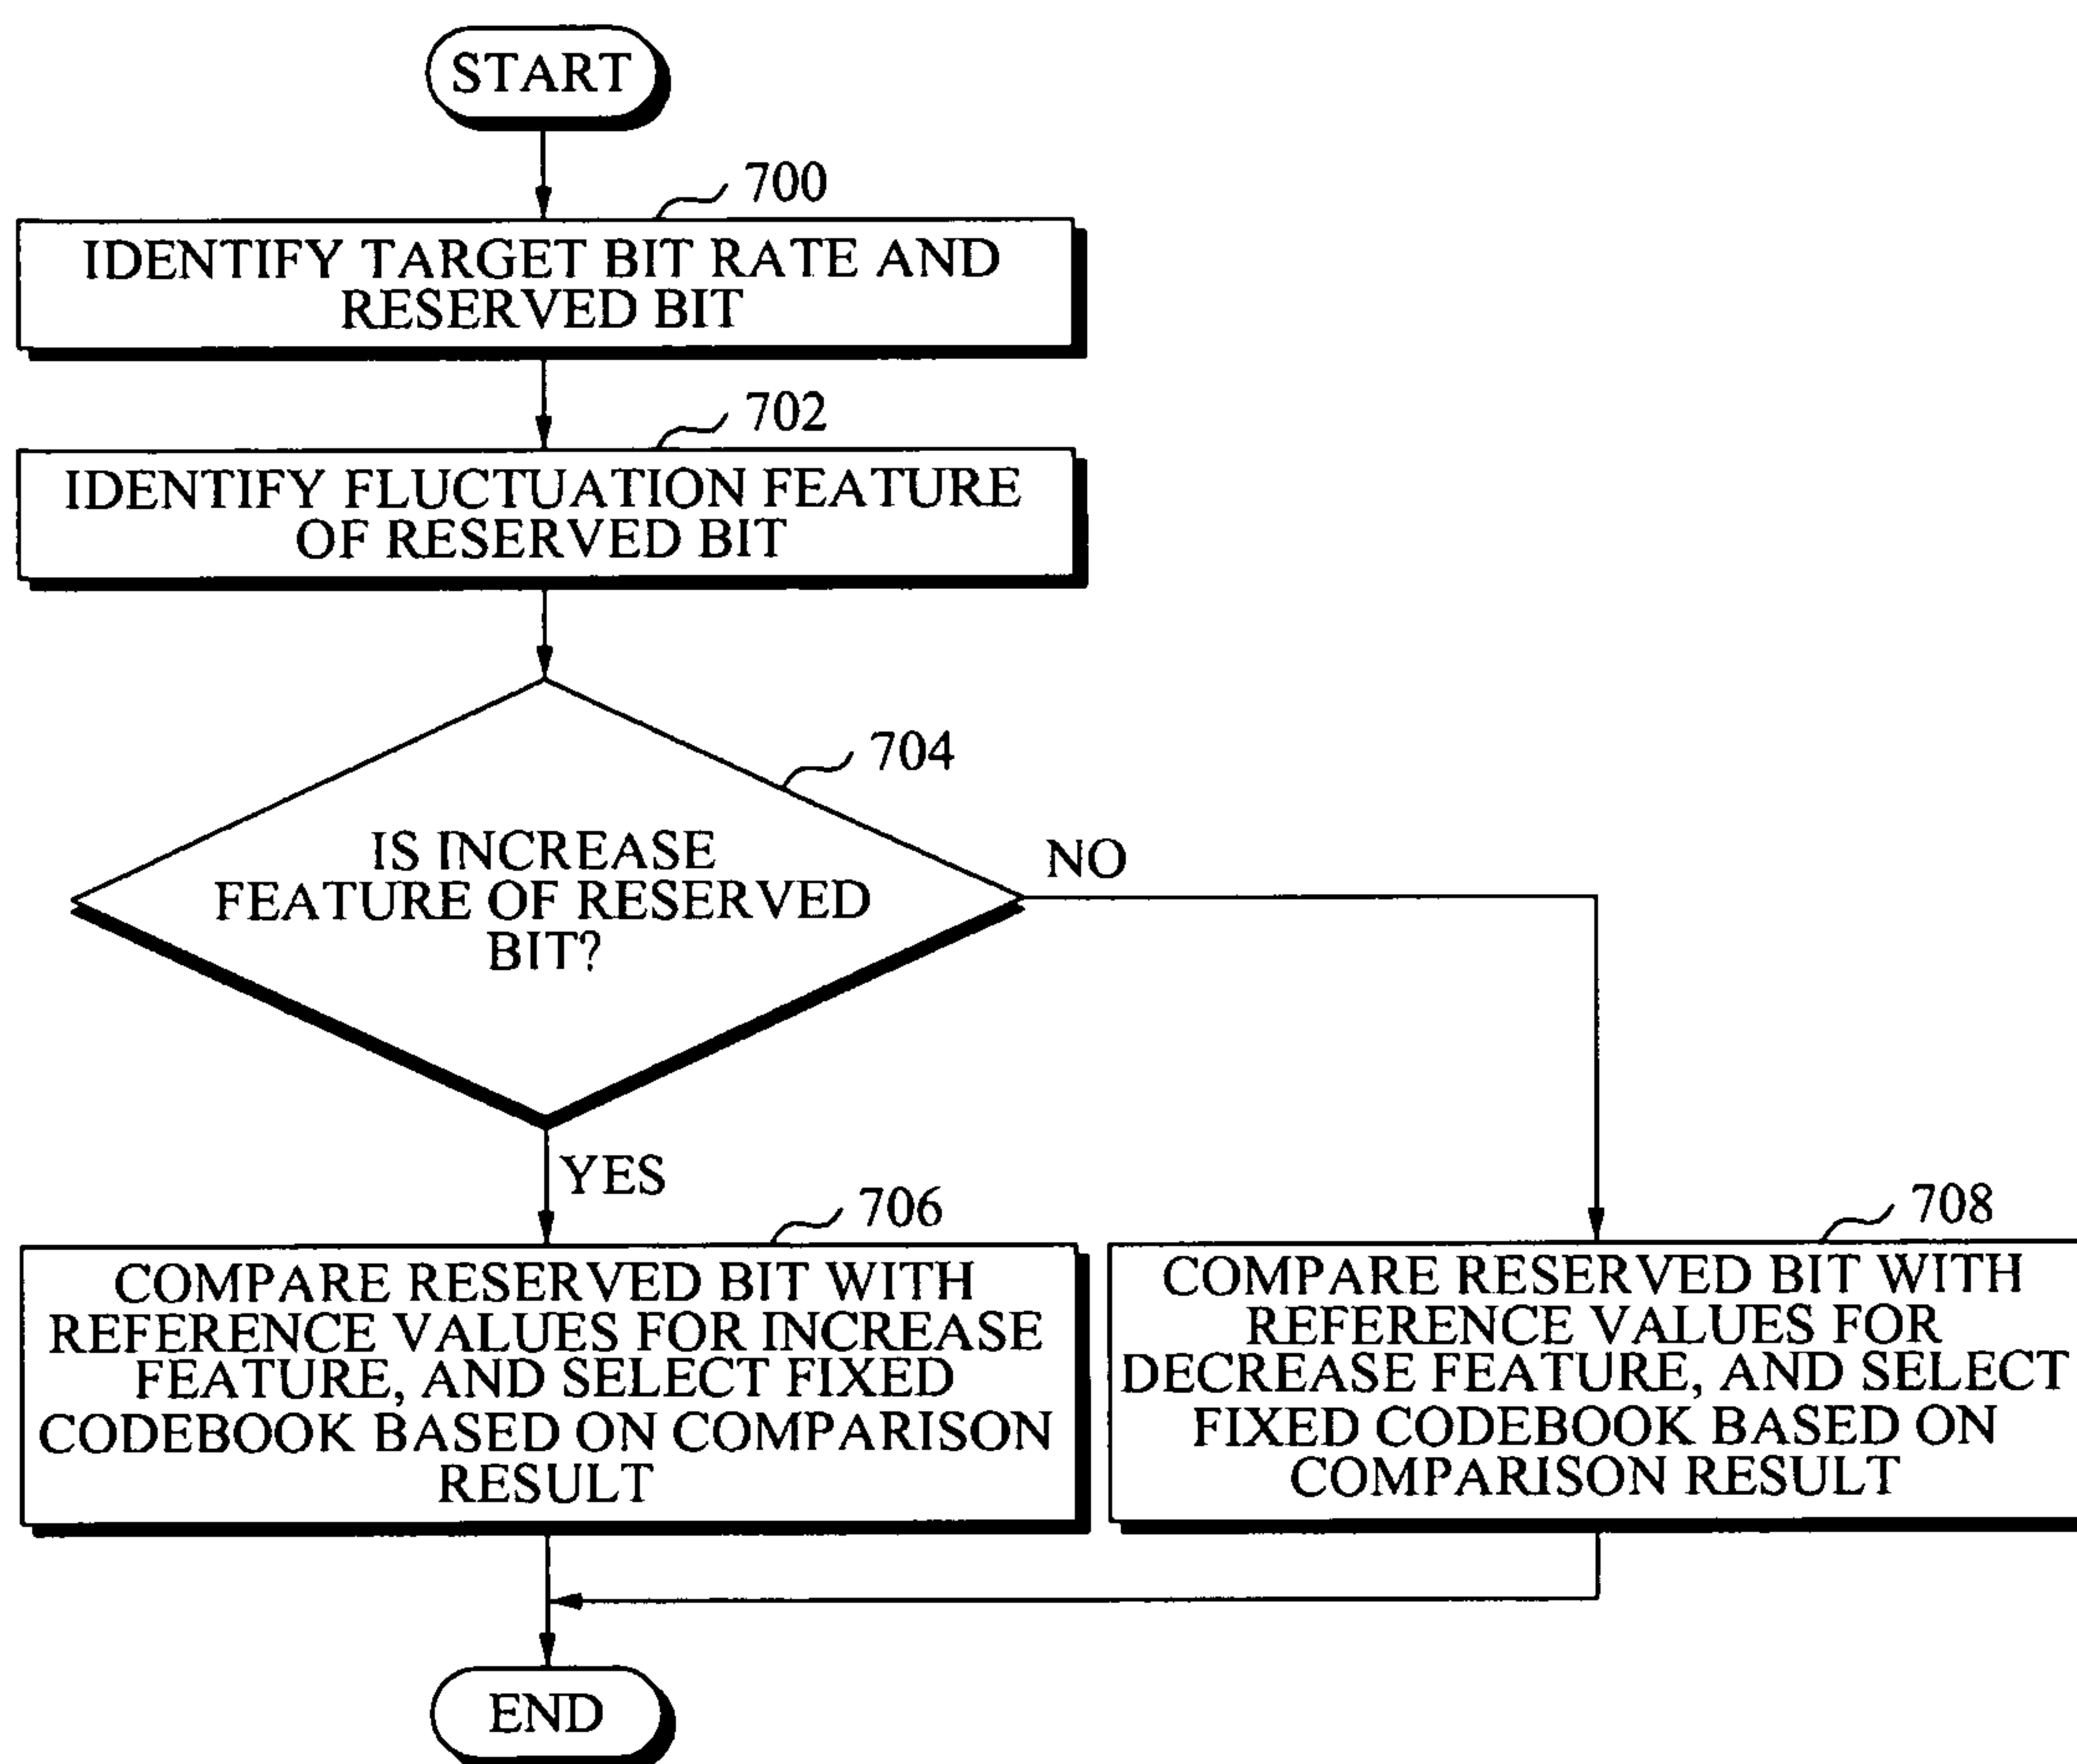 START
700
IDENTIFY TARGET BIT RATE AND
RESERVED BIT
702
IDENTIFY FLUCTUATION FEATURE
OF RESERVED BIT
704
IS INCREASE
FEATURE OF RESERVED
BIT?
NO
YES
706
COMPARE RESERVED BIT WITH
REFERENCE VALUES FOR INCREASE
FEATURE, AND SELECT FIXED
CODEBOOK BASED ON COMPARISON
RESULT
708
COMPARE RESERVED BIT WITH
REFERENCE VALUES FOR
DECREASE FEATURE, AND SELECT
FIXED CODEBOOK BASED ON
COMPARISON RESULT
END